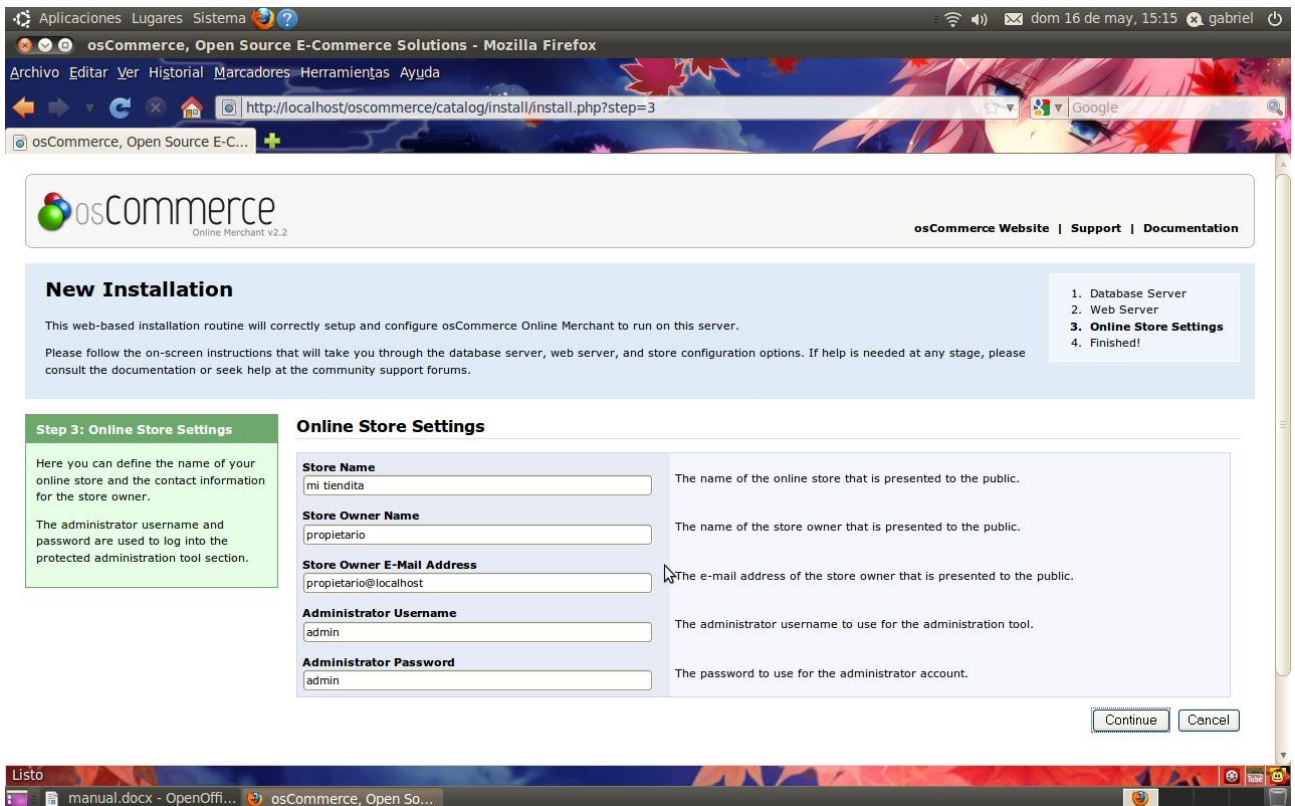 Aplicaciones Lugares Sistema
dom 16 de may, 15:15 gabriel
osCommerce, Open Source E-Commerce Solutions - Mozilla Firefox
Archivo Editar Ver Historial Marcadores Herramientas Ayuda
http://localhost/oscommerce/catalog/install/install.php?step=3
Google
osCommerce, Open Source E-C...
osCommerce
Online Merchant v2.2
osCommerce Website | Support | Documentation
New Installation
This web-based installation routine will correctly setup and configure osCommerce Online Merchant to run on this server.
Please follow the on-screen instructions that will take you through the database server, web server, and store configuration options. If help is needed at any stage, please
consult the documentation or seek help at the community support forums.
1. Database Server
2. Web Server
3. Online Store Settings
4. Finished!
Step 3: Online Store Settings
Here you can define the name of your
online store and the contact information
for the store owner.
The administrator username and
password are used to log into the
protected administration tool section.
Online Store Settings
Store Name
mi tiendita
The name of the online store that is presented to the public.
Store Owner Name
propietario
The name of the store owner that is presented to the public.
Store Owner E-Mail Address
propietario@localhost
The e-mail address of the store owner that is presented to the public.
Administrator Username
admin
The administrator username to use for the administration tool.
Administrator Password
admin
The password to use for the administrator account.
Continue Cancel
Listo
manual.docx - OpenOffi... osCommerce, Open So...